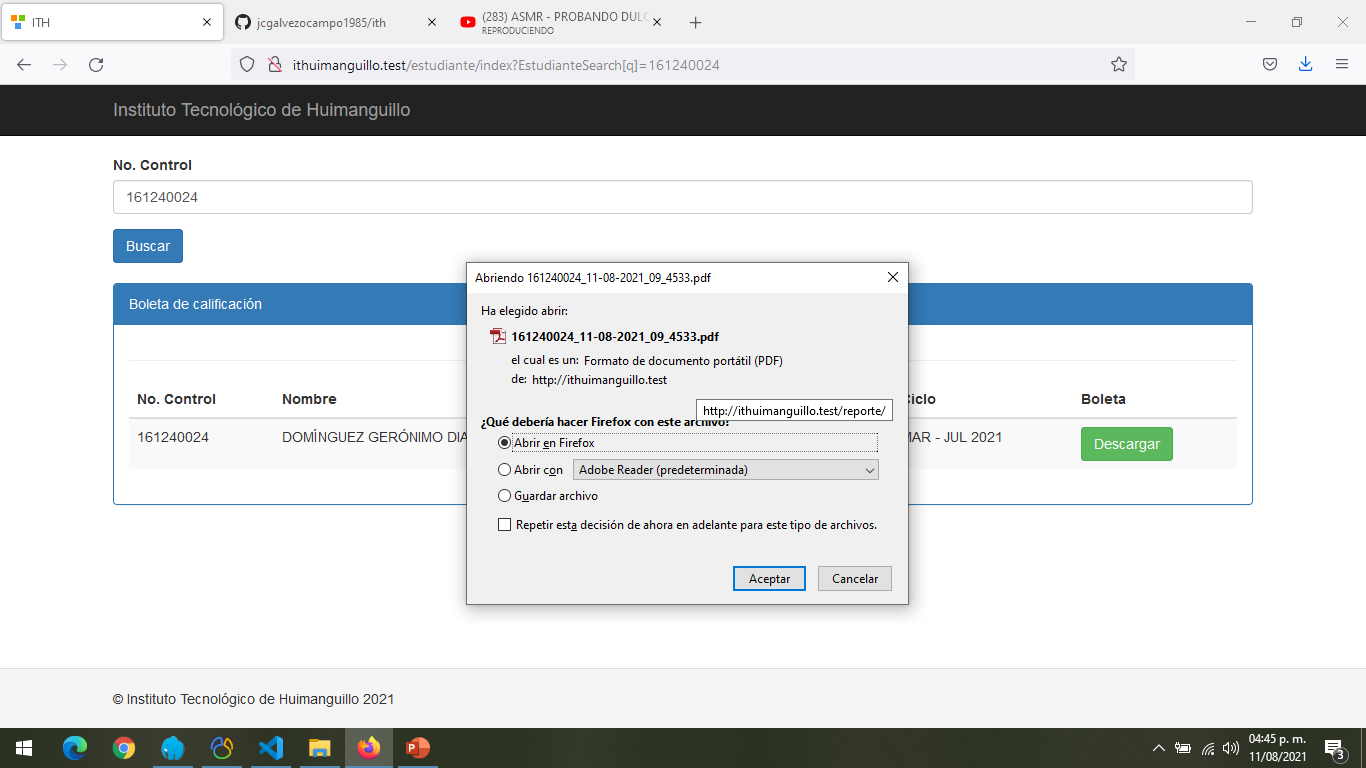 ITH
jcgalvezocampo1985/ith
(283) ASMR - PROBANDO DULC
REPRODUCIENDO
ithuimanguillo.test/estudiante/index?EstudianteSearch[q]=161240024
Instituto Tecnológico de Huimanguillo
No. Control
161240024
Buscar
Boleta de calificación
No. Control Nombre Ciclo Boleta
161240024 DOMÍNGUEZ GERÓNIMO DIA MAR - JUL 2021 Descargar
Abriendo 161240024_11-08-2021_09_4533.pdf
Ha elegido abrir:
161240024_11-08-2021_09_4533.pdf
el cual es un: Formato de documento portátil (PDF)
de: http://ithuimanguillo.test
http://ithuimanguillo.test/reporte/
¿Qué debería hacer Firefox con este archivo?
Abrir en Firefox
Abrir con Adobe Reader (predeterminada)
Guardar archivo
Repetir esta decisión de ahora en adelante para este tipo de archivos.
Aceptar Cancelar
© Instituto Tecnológico de Huimanguillo 2021
04:45 p. m.
11/08/2021
3